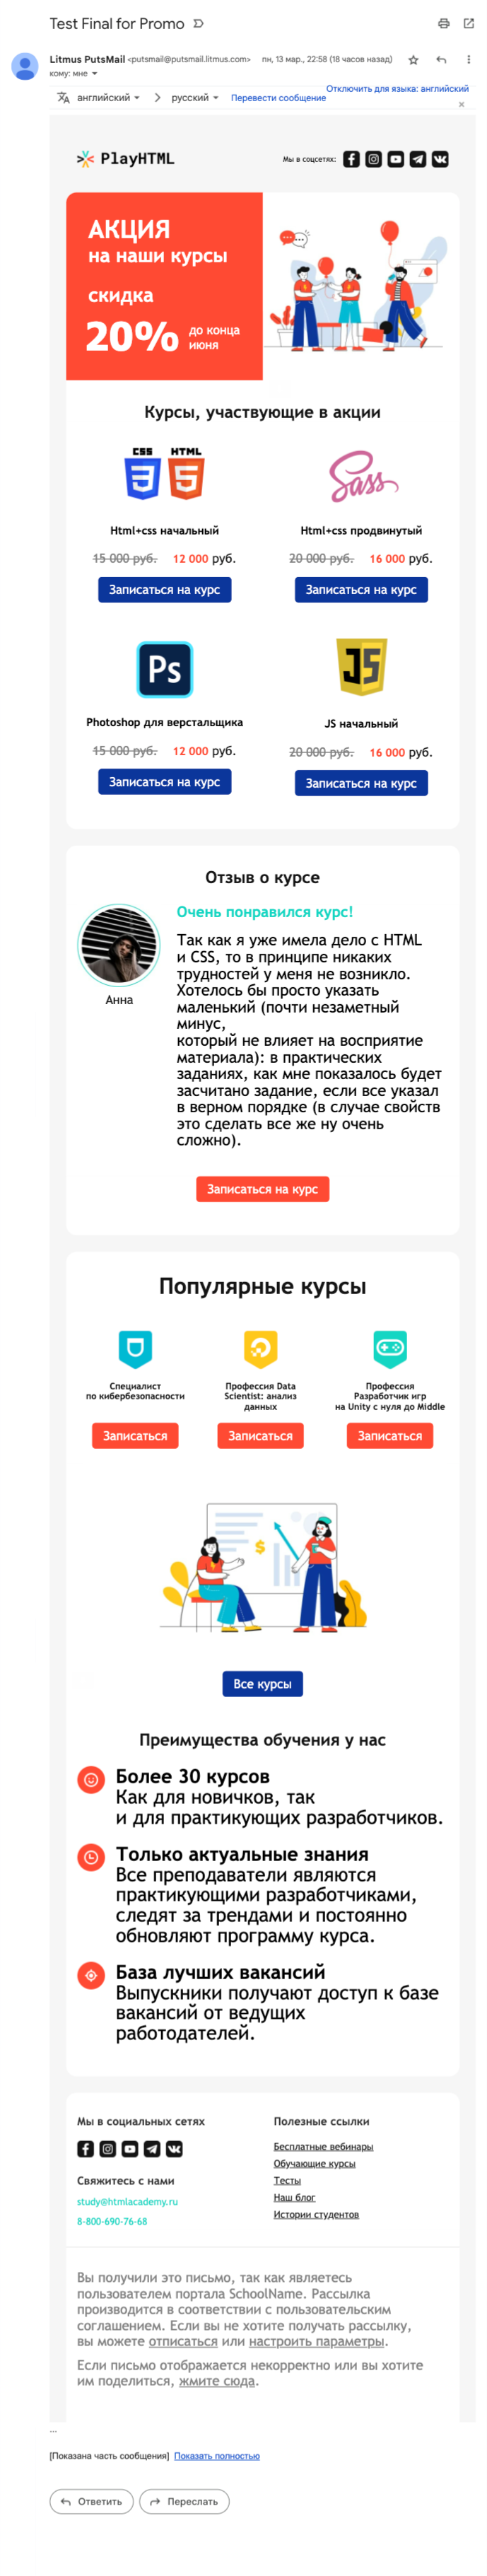 Test Final for Promo
Litmus PutsMail <putsmail@putsmail.litmus.com> пн, 13 мар., 22:58 (18 часов назад)
кому: мне
английский > русский Перевести сообщение
Отключить для языка: английский
PlayHTML
Мы в соцсетях:
АКЦИЯ
на наши курсы
скидка
20% до конца
июня
Курсы, участвующие в акции
CSS HTML
Sass
Html+css начальный
Html+css продвинутый
15 000 руб. 12 000 руб.
20 000 руб. 16 000 руб.
Записаться на курс
Записаться на курс
Ps
JS
Photoshop для верстальщика
JS начальный
15 000 руб. 12 000 руб.
20 000 руб. 16 000 руб.
Записаться на курс
Записаться на курс
Отзыв о курсе
Анна
Очень понравился курс!
Так как я уже имела дело с HTML
и CSS, то в принципе никаких
трудностей у меня не возникло.
Хотелось бы просто указать
маленький (почти незаметный
минус,
который не влияет на восприятие
материала): в практических
заданиях, как мне показалось будет
засчитано задание, если все указал
в верном порядке (в случае свойств
это сделать все же ну очень
сложно).
Записаться на курс
Популярные курсы
Специалист
по кибербезопасности
Профессия Data
Scientist: анализ
данных
Профессия
Разработчик игр
на Unity с нуля до Middle
Записаться
Записаться
Записаться
$
Все курсы
Преимущества обучения у нас
Более 30 курсов
Как для новичков, так
и для практикующих разработчиков.
Только актуальные знания
Все преподаватели являются
практикующими разработчиками,
следят за трендами и постоянно
обновляют программу курса.
База лучших вакансий
Выпускники получают доступ к базе
вакансий от ведущих
работодателей.
Мы в социальных сетях
Свяжитесь с нами
study@htmlacademy.ru
8-800-690-76-68
Полезные ссылки
Бесплатные вебинары
Обучающие курсы
Тесты
Наш блог
Истории студентов
Вы получили это письмо, так как являетесь
пользователем портала SchoolName. Рассылка
производится в соответствии с пользовательским
соглашением. Если вы не хотите получать рассылку,
вы можете отписаться или настроить параметры.
Если письмо отображается некорректно или вы хотите
им поделиться, жмите сюда.
...
[Показана часть сообщения] Показать полностью
Ответить
Переслать